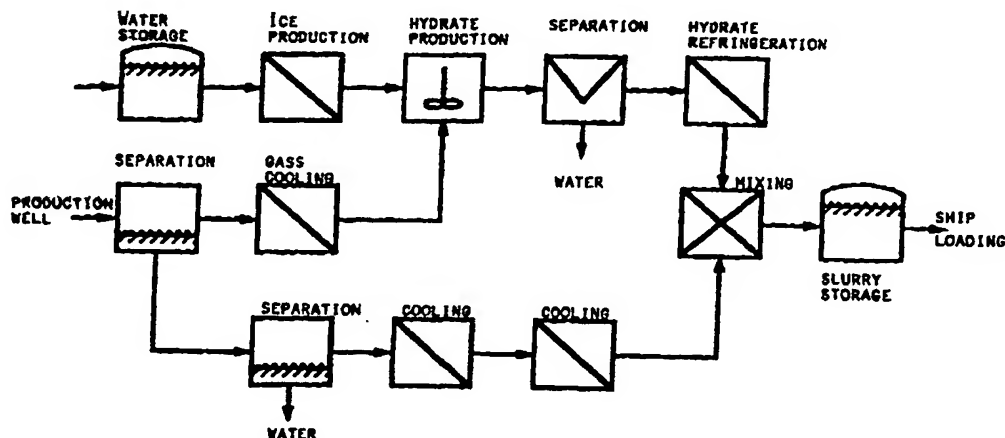 WATER
STORAGE
ICE
PRODUCTION
HYDRATE
PRODUCTION
SEPARATION
HYDRATE
REFRINGERATION
WATER
MIXING
SEPARATION
GASS
COOLING
PRODUCTION
WELL
SHIP
LOADING
SLURRY
STORAGE
SEPARATION
COOLING
COOLING
WATER